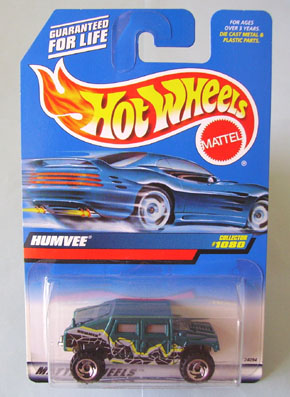 GUARANTEED
FOR LIFE
FOR AGES
OVER 3 YEARS.
DIE CAST METAL &
PLASTIC PARTS.
HOT WHEELS
MATTEL
®
HUMVEE
COLLECTOR
#1080
WHEELS